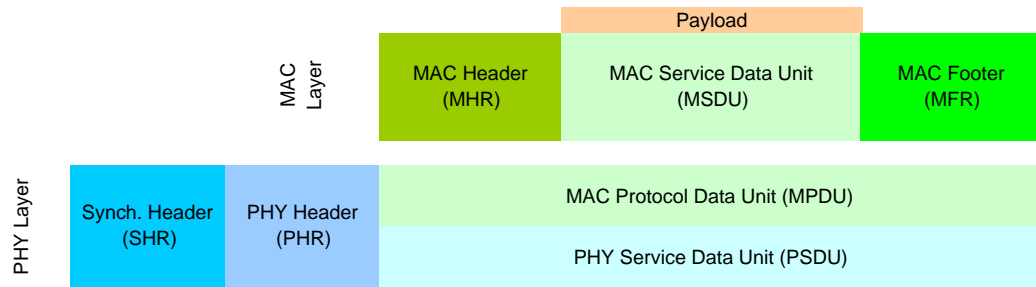 Payload
MAC
Layer
MAC Header
(MHR)
MAC Service Data Unit
(MSDU)
MAC Footer
(MFR)
PHY Layer
Synch. Header
(SHR)
PHY Header
(PHR)
MAC Protocol Data Unit (MPDU)
PHY Service Data Unit (PSDU)